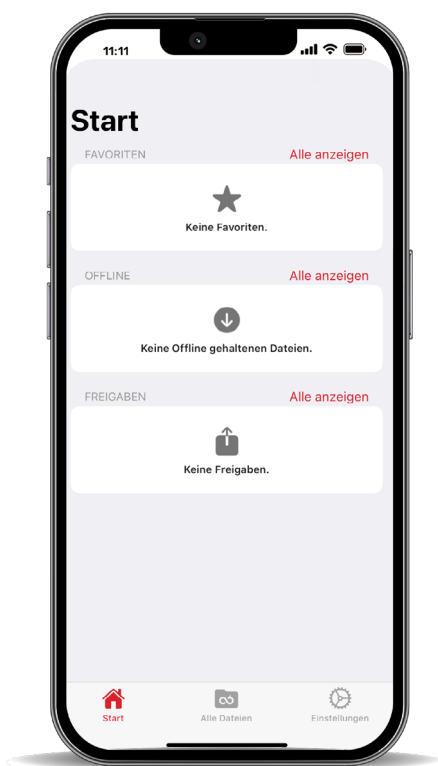 11:11
Start
FAVORITEN Alle anzeigen
Keine Favoriten.
OFFLINE Alle anzeigen
Keine Offline gehaltenen Dateien.
FREIGABEN Alle anzeigen
Keine Freigaben.
Start Alle Dateien Einstellungen